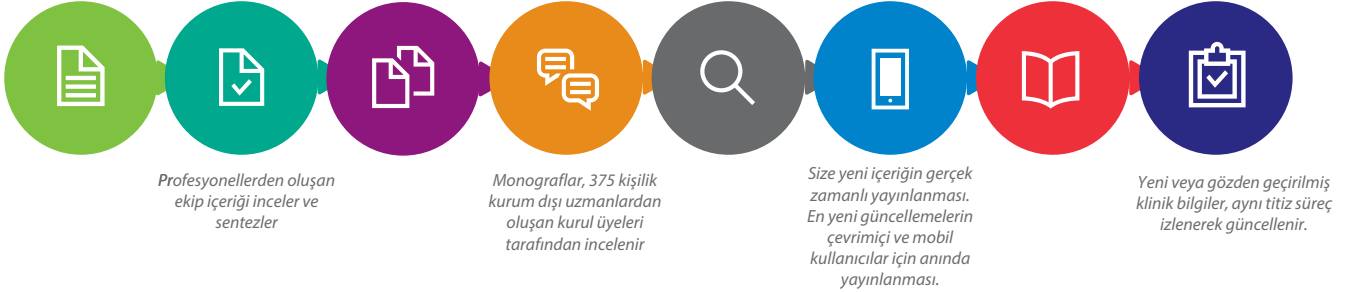 Profesyonellerden oluşan
ekip içeriği inceler ve
sentezler
Monograflar, 375 kişilik
kurum dışı uzmanlardan
oluşan kurul üyeleri
tarafından incelenir
Size yeni içeriğin gerçek
zamanlı yayınlanması.
En yeni güncellemelerin
çevrimiçi ve mobil
kullanıcılar için anında
yayınlanması.
Yeni veya gözden geçirilmiş
klinik bilgiler, aynı titiz süreç
izlenerek güncellenir.